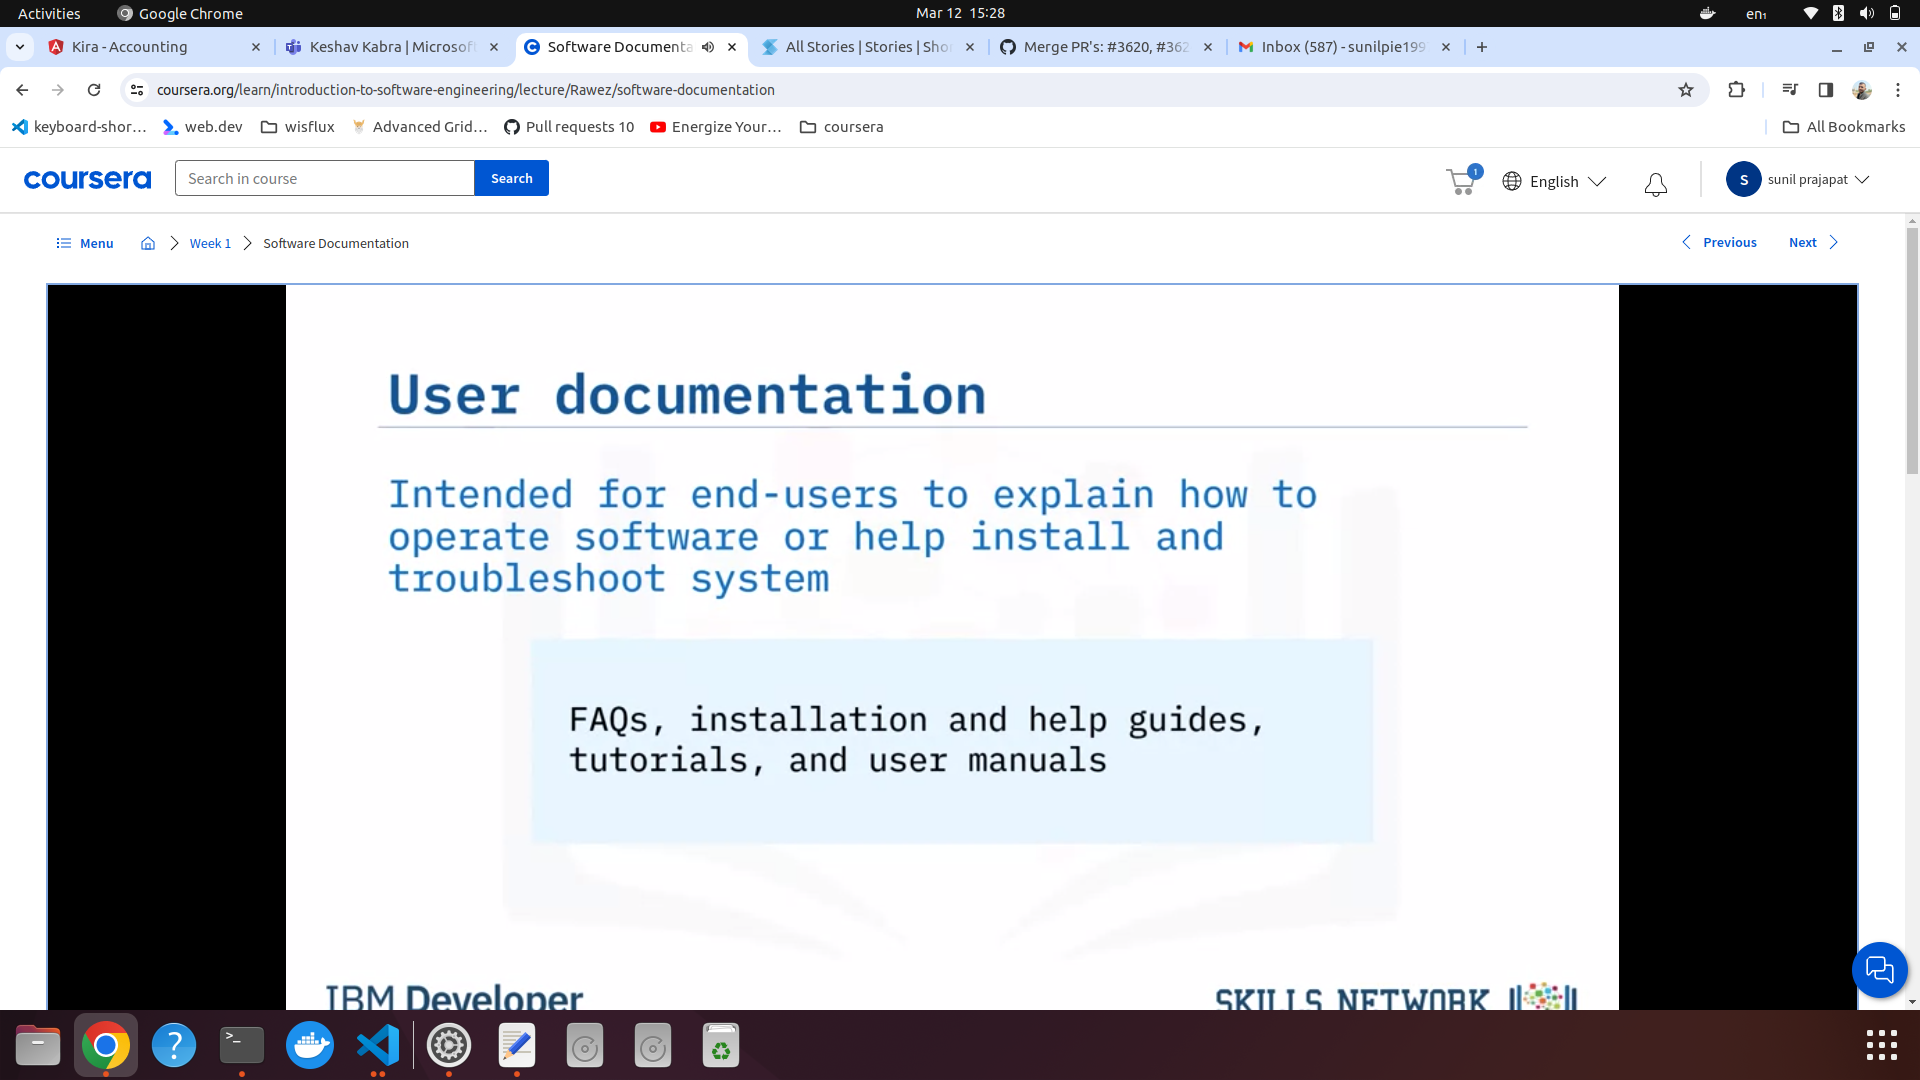 Activities
Google Chrome
Mar 12 15:28
en₁
Kira - Accounting
Keshav Kabra | Microsof
Software Documenta
All Stories | Stories | Sho
Merge PR's: #3620, #362
Inbox (587) - sunilpie199
coursera.org/learn/introduction-to-software-engineering/lecture/Rawez/software-documentation
keyboard-shor...
web.dev
wisflux
Advanced Grid...
Pull requests 10
Energize Your...
coursera
All Bookmarks
coursera
Search in course
Search
1
English
S
sunil prajapat
Menu
Week 1
Software Documentation
Previous
Next
User documentation
Intended for end-users to explain how to
operate software or help install and
troubleshoot system
FAQs, installation and help guides,
tutorials, and user manuals
IBM Developer
SKILLS NETWORK